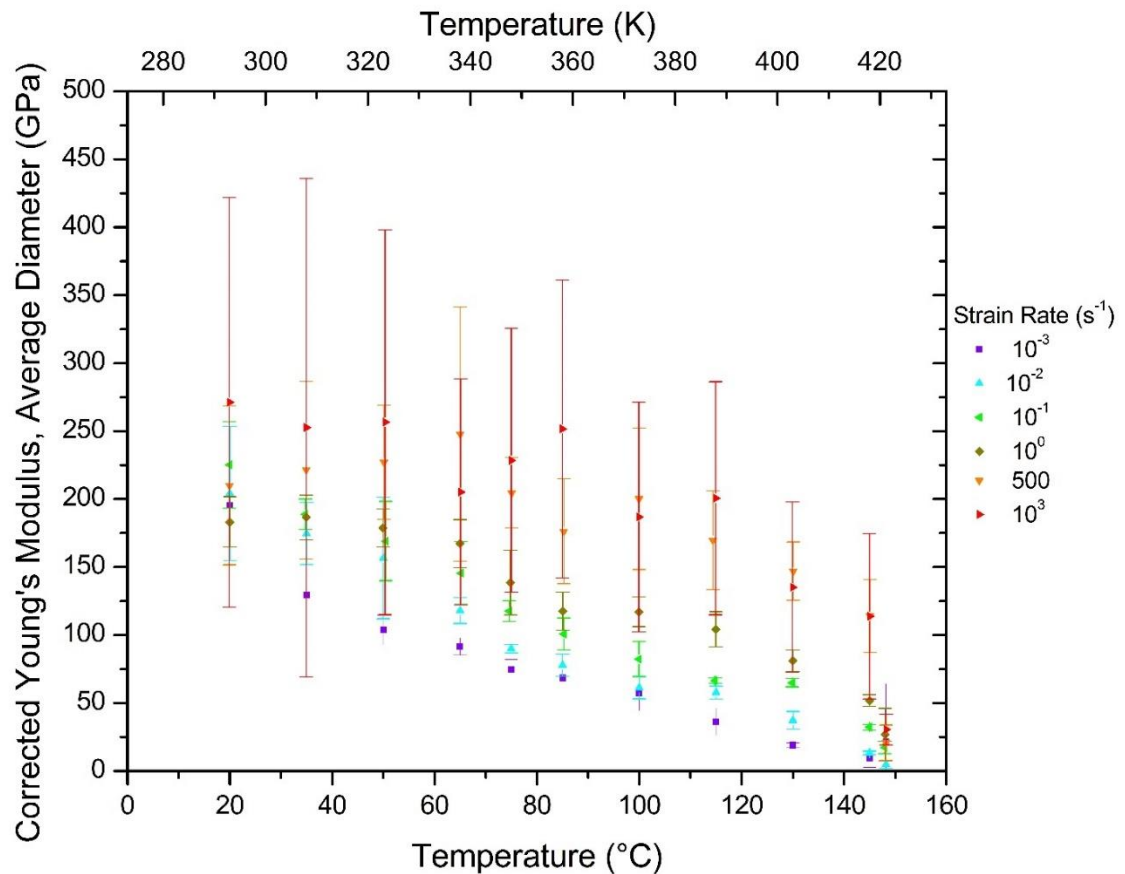 Temperature (K)
280 300 320 340 360 380 400 420
Corrected Young's Modulus, Average Diameter (GPa)
500
450
400
350
300
250
200
150
100
50
0
0 20 40 60 80 100 120 140 160
Temperature (°C)
Strain Rate (s⁻¹)
10⁻³
10⁻²
10⁻¹
10⁰
500
10³